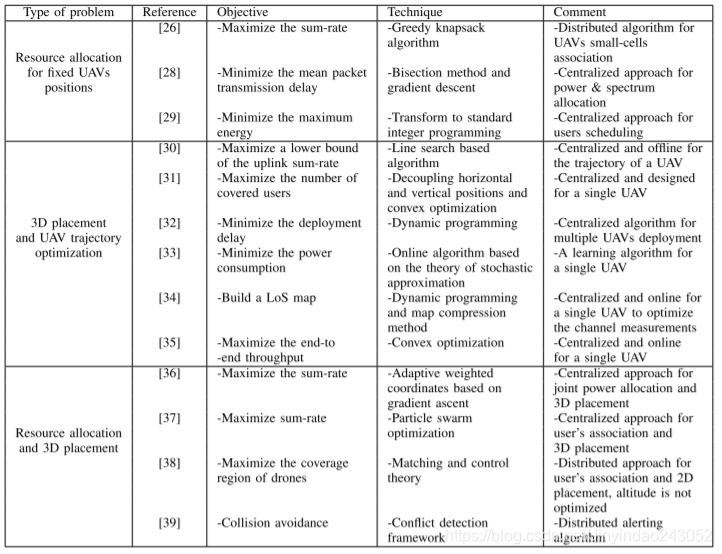 Type of problem Reference Objective Technique Comment
Resource allocation
for fixed UAVs
positions
[26] -Maximize the sum-rate -Greedy knapsack
algorithm -Distributed algorithm for
UAVs small-cells
association
[28] -Minimize the mean packet
transmission delay -Bisection method and
gradient descent -Centralized approach for
power & spectrum
allocation
[29] -Minimize the maximum
energy -Transform to standard
integer programming -Centralized approach for
users scheduling
3D placement
and UAV trajectory
optimization
[30] -Maximize a lower bound
of the uplink sum-rate -Line search based
algorithm -Centralized and offline for
the trajectory of a UAV
[31] -Maximize the number of
covered users -Decoupling horizontal
and vertical positions and
convex optimization -Centralized and designed
for a single UAV
[32] -Minimize the deployment
delay -Dynamic programming -Centralized algorithm for
multiple UAVs deployment
[33] -Minimize the power
consumption -Online algorithm based
on the theory of stochastic
approximation -A learning algorithm for
a single UAV
[34] -Build a LoS map -Dynamic programming
and map compression
method -Centralized and online for
a single UAV to optimize
the channel measurements
[35] -Maximize the end-to
-end throughput -Convex optimization -Centralized and online
for a single UAV
Resource allocation
and 3D placement
[36] -Maximize the sum-rate -Adaptive weighted
coordinates based on
gradient ascent -Centralized approach for
joint power allocation and
3D placement
[37] -Maximize sum-rate -Particle swarm
optimization -Centralized approach for
user's association and
3D placement
[38] -Maximize the coverage
region of drones -Matching and control
theory -Distributed approach for
user's association and 2D
placement, altitude is not
optimized
[39] -Collision avoidance -Conflict detection
framework -Distributed alerting
algorithm